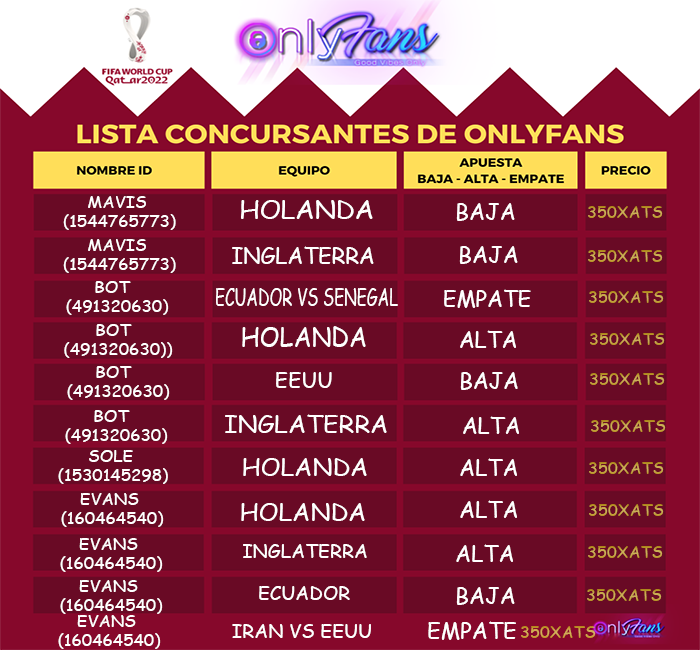 FIFA WORLD CUP
Qatar2022
OnlyFans
Good Vibes Only
LISTA CONCURSANTES DE ONLYFANS
NOMBRE ID EQUIPO APUESTA PRECIO
BAJA - ALTA - EMPATE
MAVIS
(1544765773) HOLANDA BAJA 350XATS
MAVIS
(1544765773) INGLATERRA BAJA 350XATS
BOT
(491320630) ECUADOR VS SENEGAL EMPATE 350XATS
BOT
(491320630)) HOLANDA ALTA 350XATS
BOT
(491320630) EEUU BAJA 350XATS
BOT
(491320630) INGLATERRA ALTA 350XATS
SOLE
(1530145298) HOLANDA ALTA 350XATS
EVANS
(160464540) HOLANDA ALTA 350XATS
EVANS
(160464540) INGLATERRA ALTA 350XATS
EVANS
(160464540) ECUADOR BAJA 350XATS
EVANS
(160464540) IRAN VS EEUU EMPATE 350XATS OnlyFans